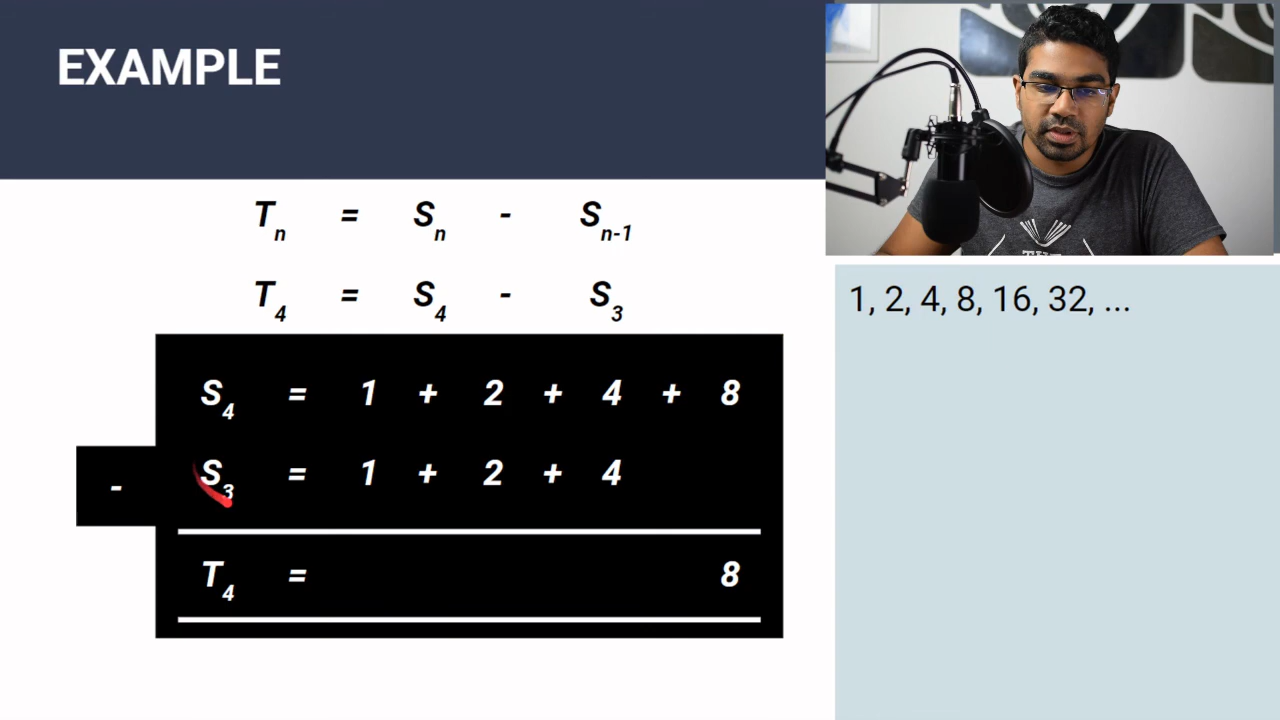 EXAMPLE
Tn = Sn - Sn-1
T4 = S4 - S3
1, 2, 4, 8, 16, 32, ...
S4 = 1 + 2 + 4 + 8
- S3 = 1 + 2 + 4
T4 = 8